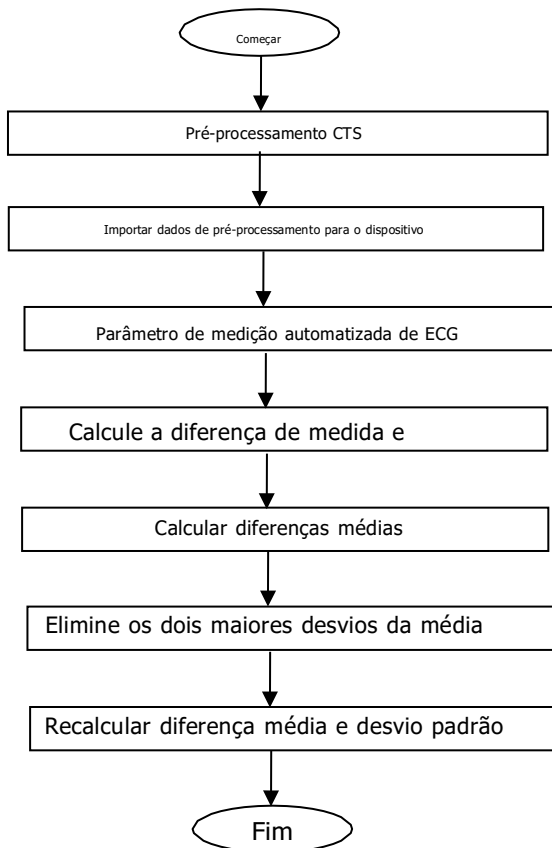 Começar
Pré-processamento CTS
Importar dados de pré-processamento para o dispositivo
Parâmetro de medição automatizada de ECG
Calcule a diferença de medida e
Calcular diferenças médias
Elimine os dois maiores desvios da média
Recalcular diferença média e desvio padrão
Fim